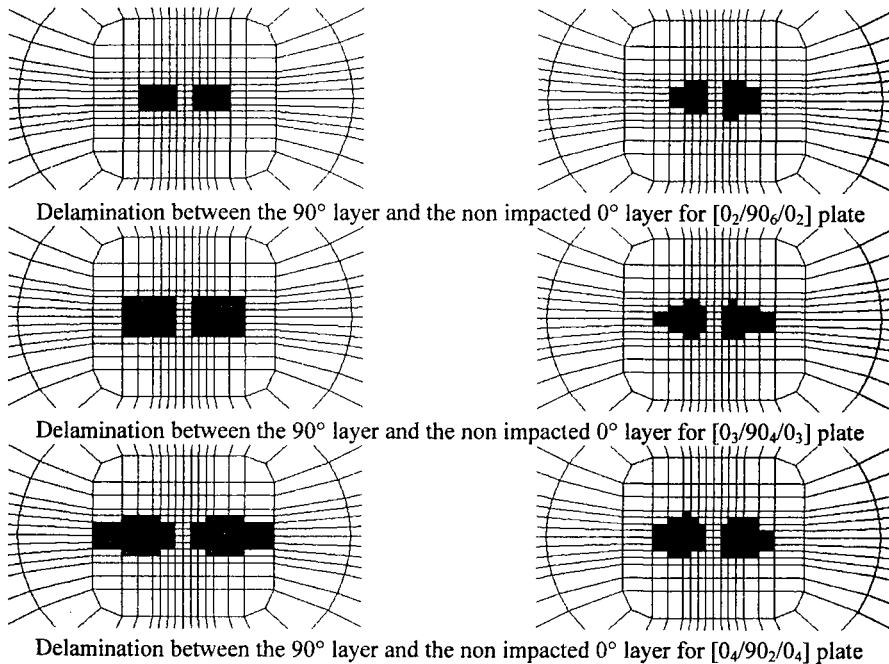 Delamination between the 90° layer and the non impacted 0° layer for [0₂/90₆/0₂] plate
Delamination between the 90° layer and the non impacted 0° layer for [0₃/90₄/0₃] plate
Delamination between the 90° layer and the non impacted 0° layer for [0₄/90₂/0₄] plate